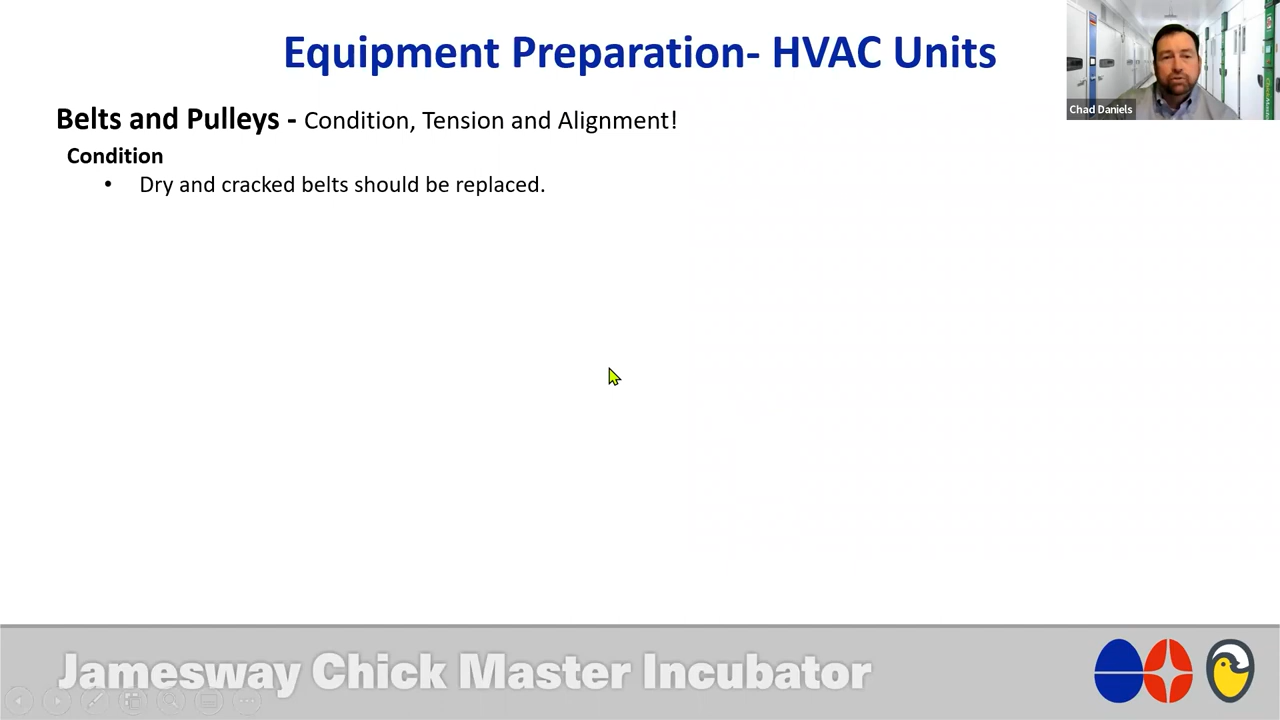 Equipment Preparation- HVAC Units
Chad Daniels
Belts and Pulleys - Condition, Tension and Alignment!
Condition
• Dry and cracked belts should be replaced.
Jamesway Chick Master Incubator